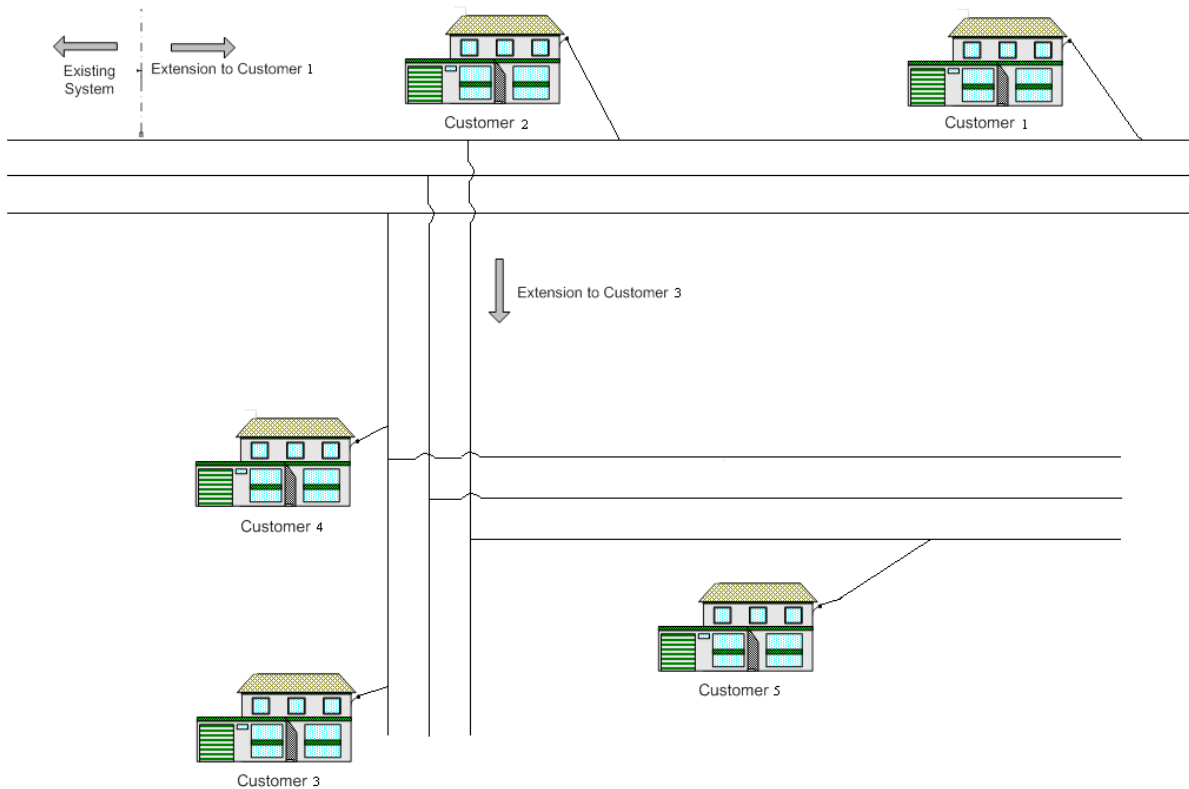 Existing
System
Extension to Customer 1
Customer 2
Customer 1
Extension to Customer 3
Customer 4
Customer 5
Customer 3